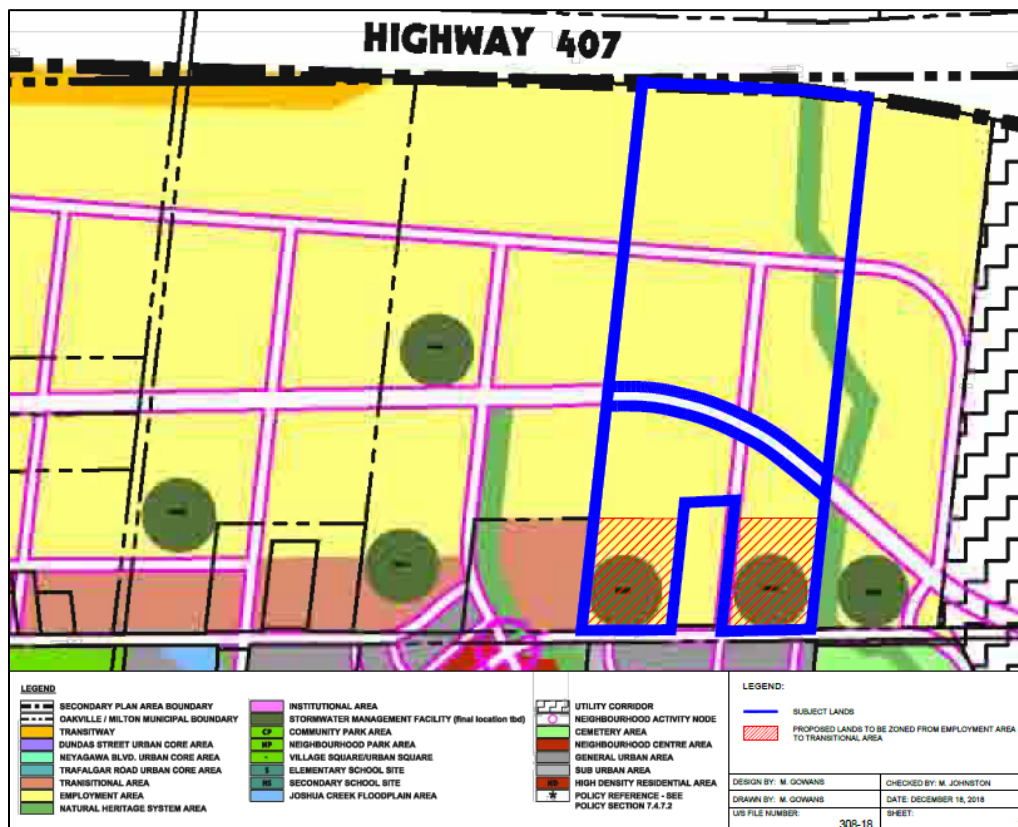 HIGHWAY 407
LEGEND
SECONDARY PLAN AREA BOUNDARY
OAKVILLE / MILTON MUNICIPAL BOUNDARY
TRANSITWAY
DUNDAS STREET URBAN CORE AREA
NEYAGAWA BLVD. URBAN CORE AREA
TRAFALGAR ROAD URBAN CORE AREA
TRANISITIONAL AREA
EMPLOYMENT AREA
NATURAL HERITAGE SYSTEM AREA
INSTITUTIONAL AREA
STORMWATER MANAGEMENT FACILITY (final location tbd)
CP COMMUNITY PARK AREA
NP NEIGHBOURHOOD PARK AREA
VILLAGE SQUARE/URBAN SQUARE
S ELEMENTARY SCHOOL SITE
HS SECONDARY SCHOOL SITE
JOSHUA CREEK FLOODPLAIN AREA
UTILITY CORRIDOR
NEIGHBOURHOOD ACTIVITY NODE
CEMETERY AREA
NEIGHBOURHOOD CENTRE AREA
GENERAL URBAN AREA
SUB URBAN AREA
HD HIGH DENSITY RESIDENTIAL AREA
* POLICY REFERENCE - SEE
POLICY SECTION 7.4.7.2
LEGEND:
SUBJECT LANDS
PROPOSED LANDS TO BE ZONED FROM EMPLOYMENT AREA
TO TRANSITIONAL AREA
DESIGN BY: M. GOWANS
CHECKED BY: M. JOHNSTON
DRAWN BY: M. GOWANS
DATE: DECEMBER 18, 2018
U/S FILE NUMBER:
308-18
SHEET: